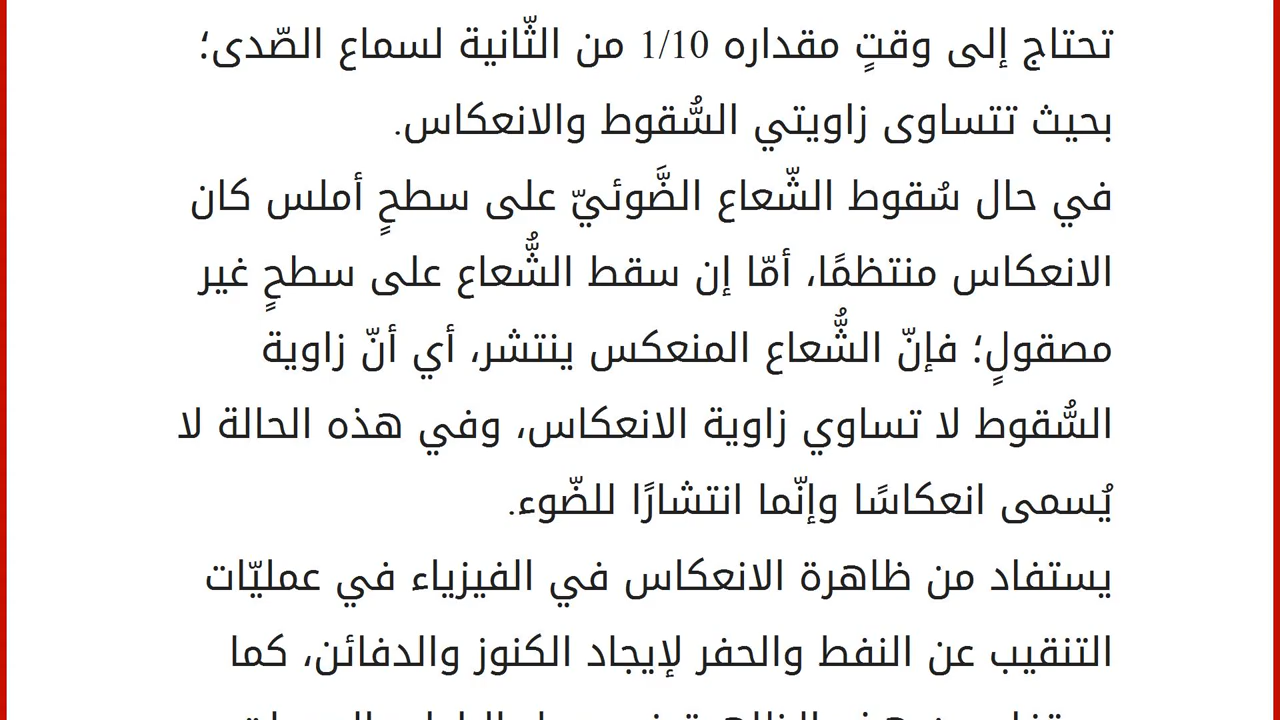 تحتاج إلى وقتٍ مقداره 1/10 من الثّانية لسماع الصّدى؛
بحيث تتساوى زاويتي السُّقوط والانعكاس.
في حال سُقوط الشّعاع الضَّوئيّ على سطحٍ أملس كان
الانعكاس منتظمًا، أمّا إن سقط الشُّعاع على سطحٍ غير
مصقولٍ؛ فإنّ الشُّعاع المنعكس ينتشر، أي أنّ زاوية
السُّقوط لا تساوي زاوية الانعكاس، وفي هذه الحالة لا
يُسمى انعكاسًا وإنّما انتشارًا للضّوء.
يستفاد من ظاهرة الانعكاس في الفيزياء في عمليّات
التنقيب عن النفط والحفر لإيجاد الكنوز والدفائن، كما